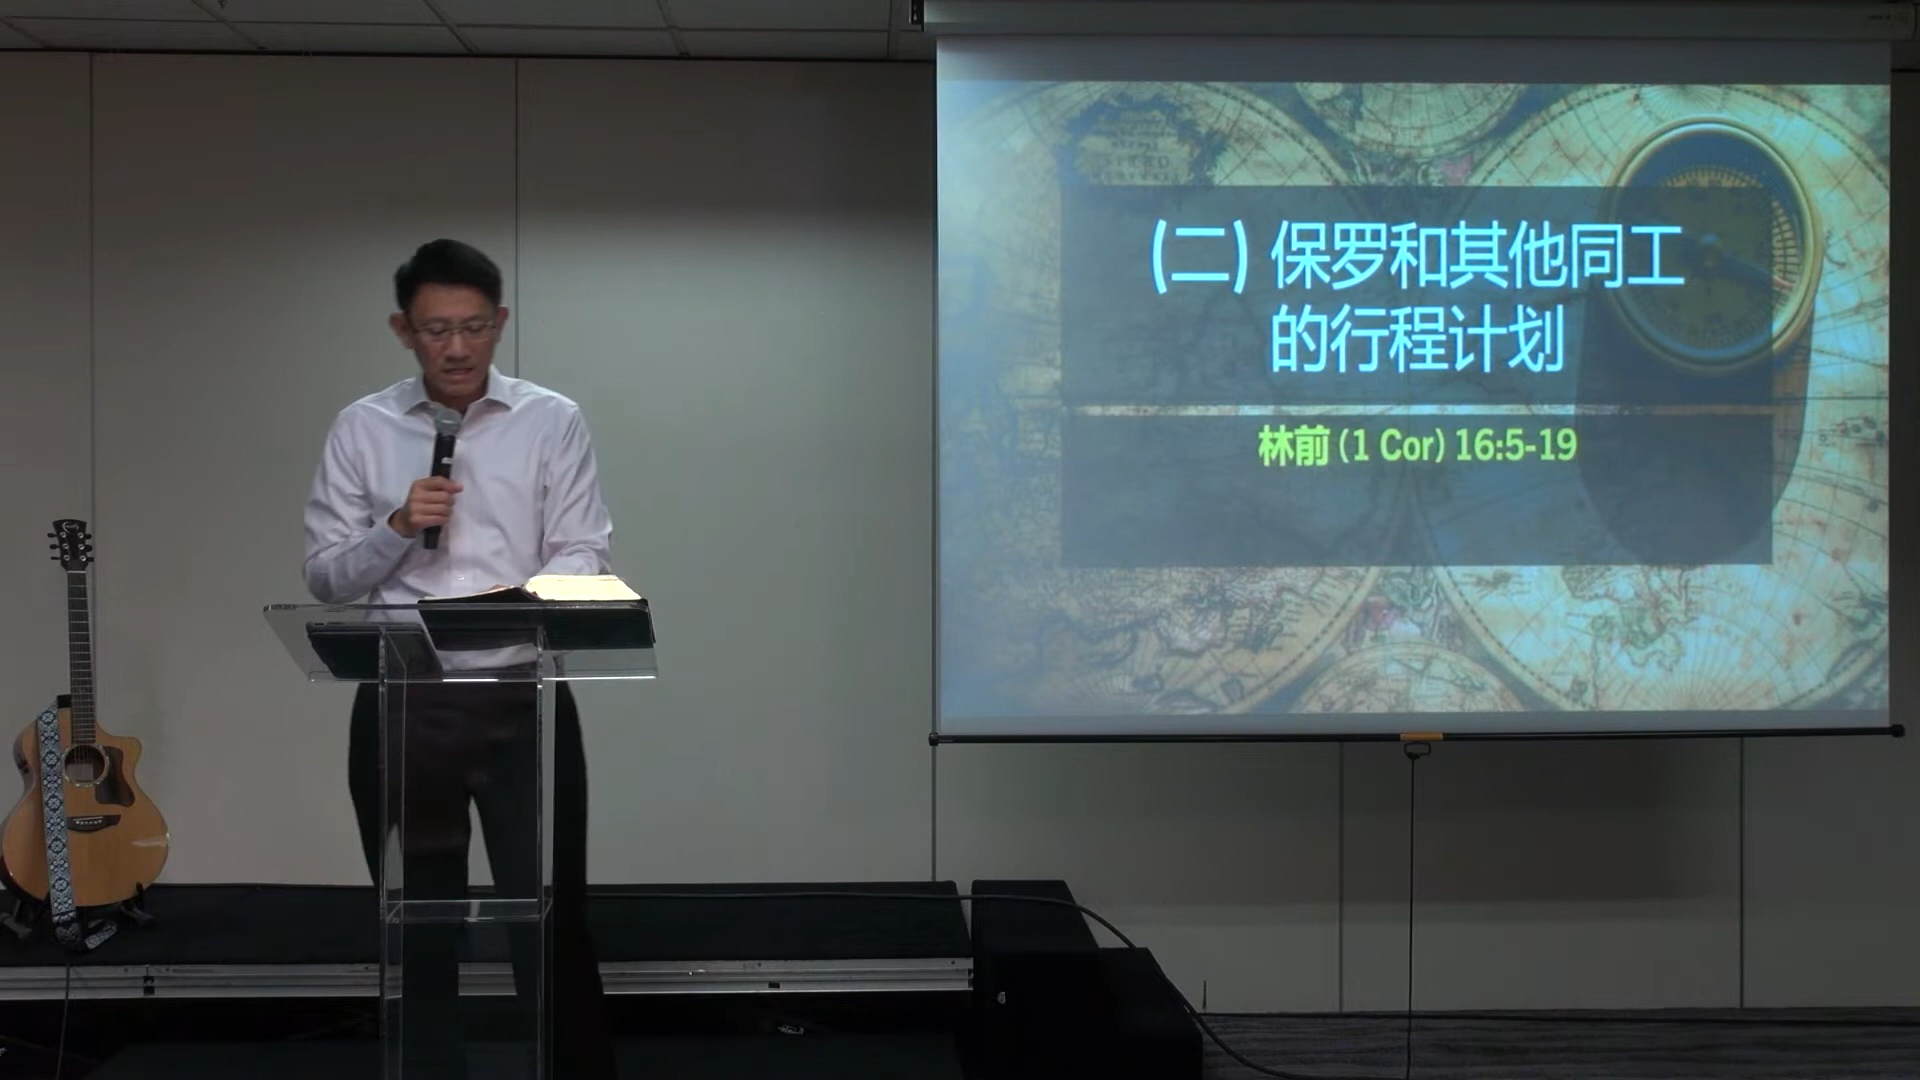 (二) 保罗和其他同工
的行程计划
林前 (1 Cor) 16:5-19